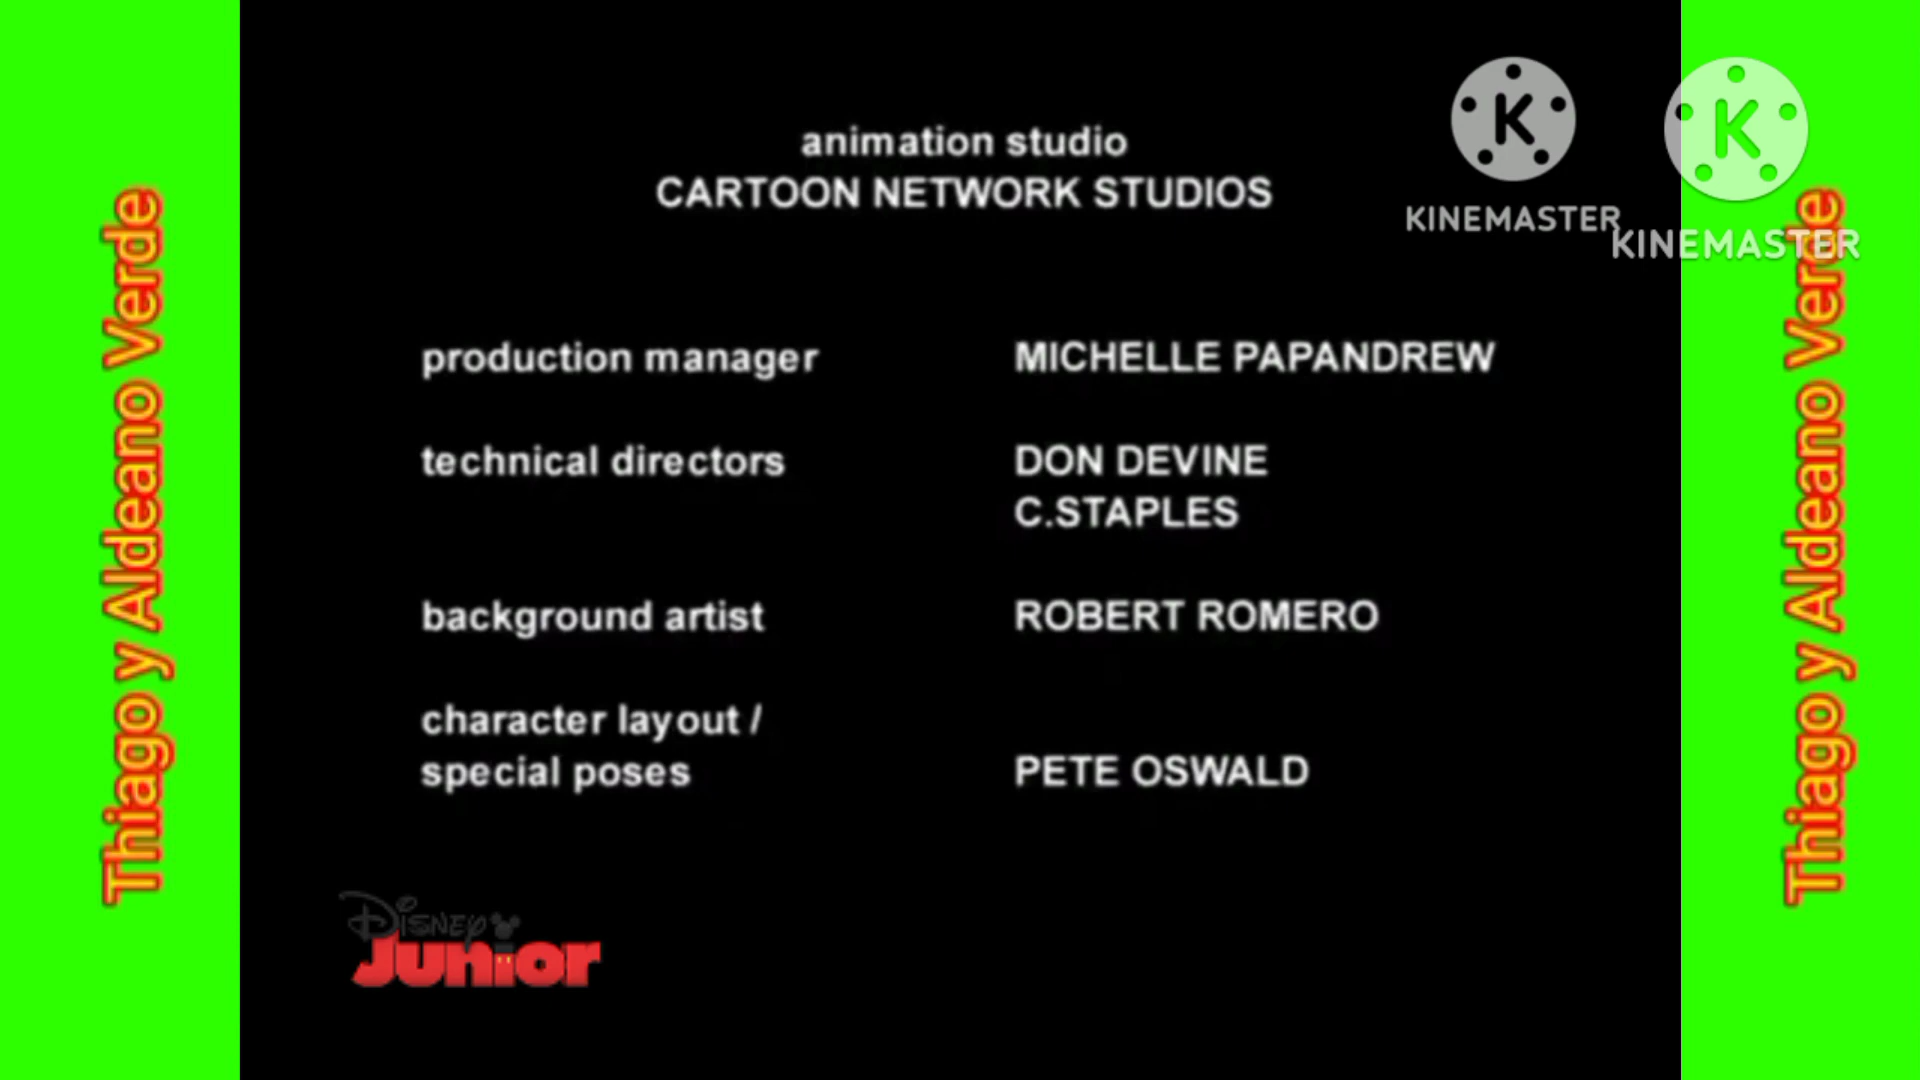 animation studio
CARTOON NETWORK STUDIOS
production manager MICHELLE PAPANDREW
technical directors DON DEVINE
C.STAPLES
background artist ROBERT ROMERO
character layout /
special poses PETE OSWALD
Disney
Junior
K
KINEMASTER
K
KINEMASTER
Thiago y Aldeano Verde
Thiago y Aldeano Verde